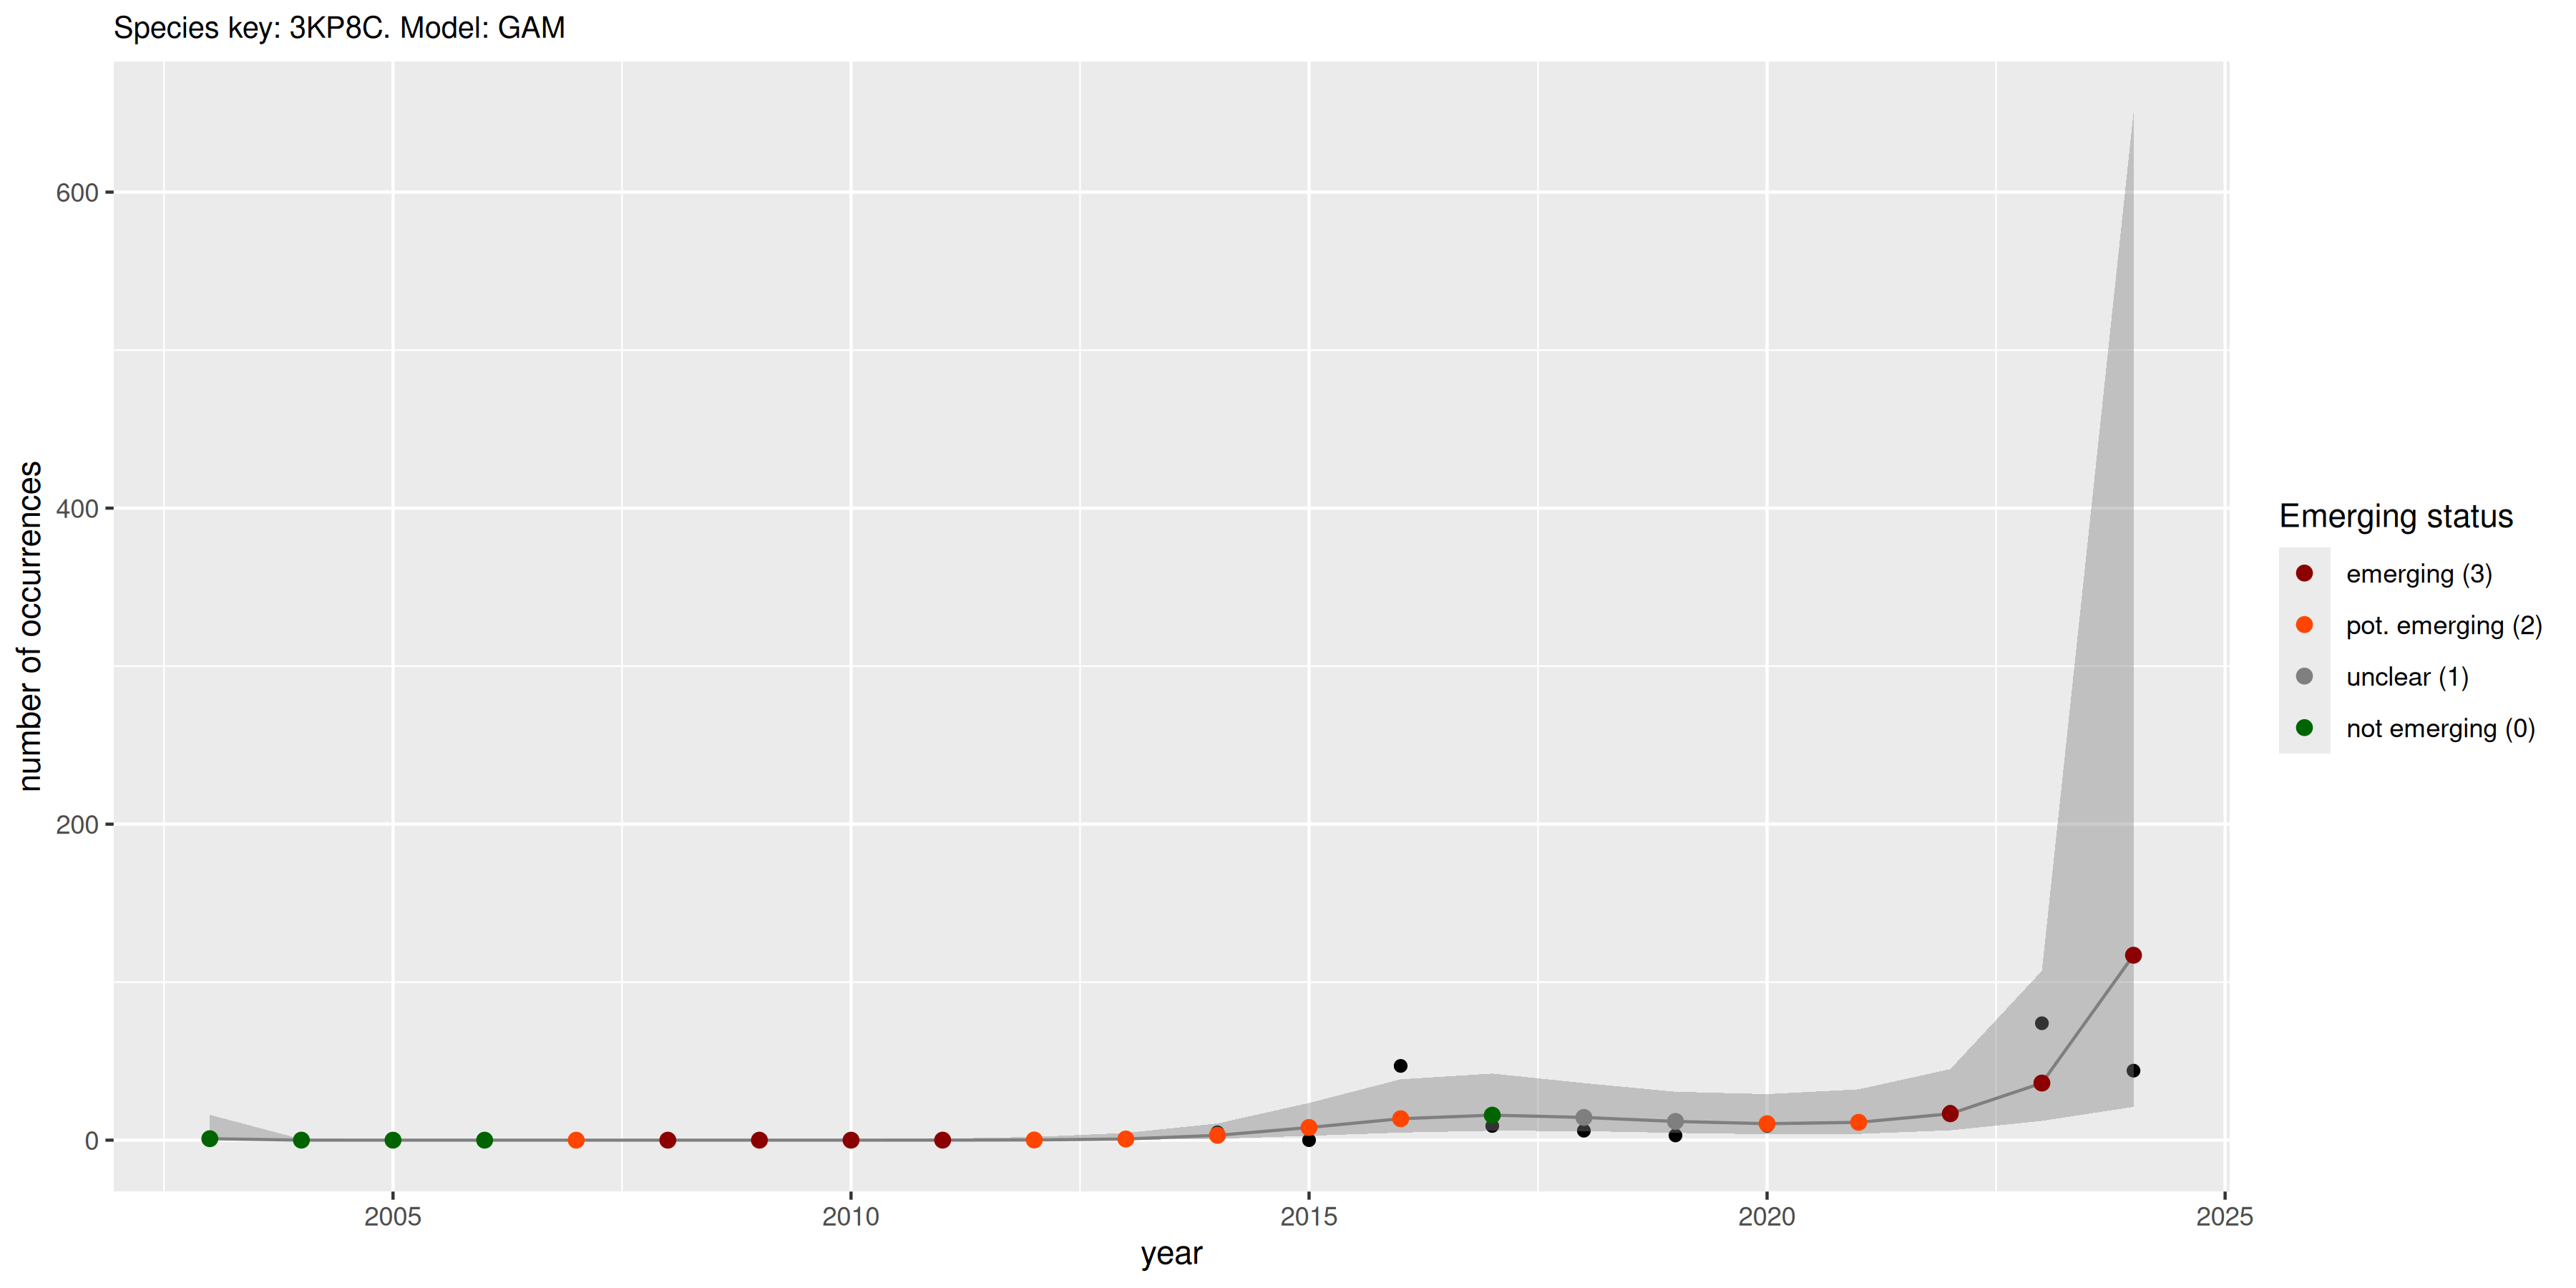 Species key: 3KP8C. Model: GAM
number of occurrences
600
400
200
0
2005
2010
2015
2020
2025
year
Emerging status
emerging (3)
pot. emerging (2)
unclear (1)
not emerging (0)